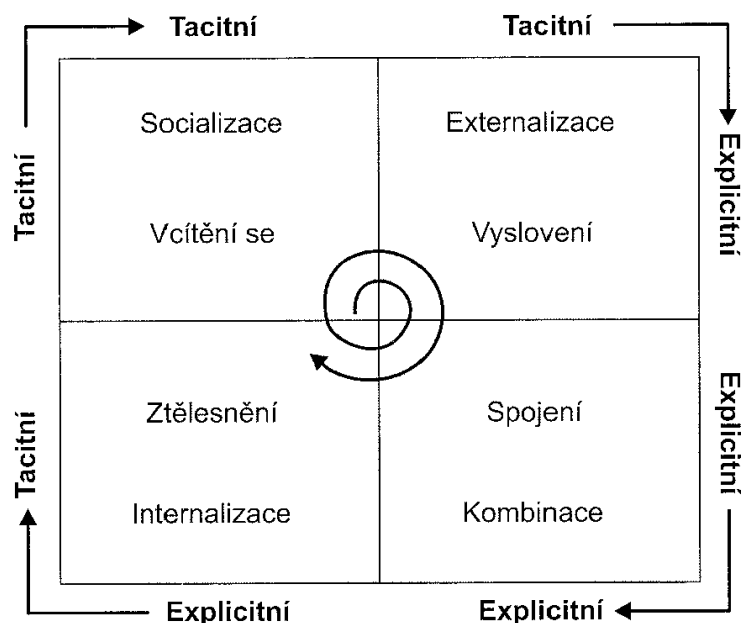 Tacitní Tacitní
Socializace Externalizace
Tacitní Explicitní
Vcítění se Vyslovení
Ztělesnění Spojení
Tacitní Explicitní
Internalizace Kombinace
Explicitní Explicitní